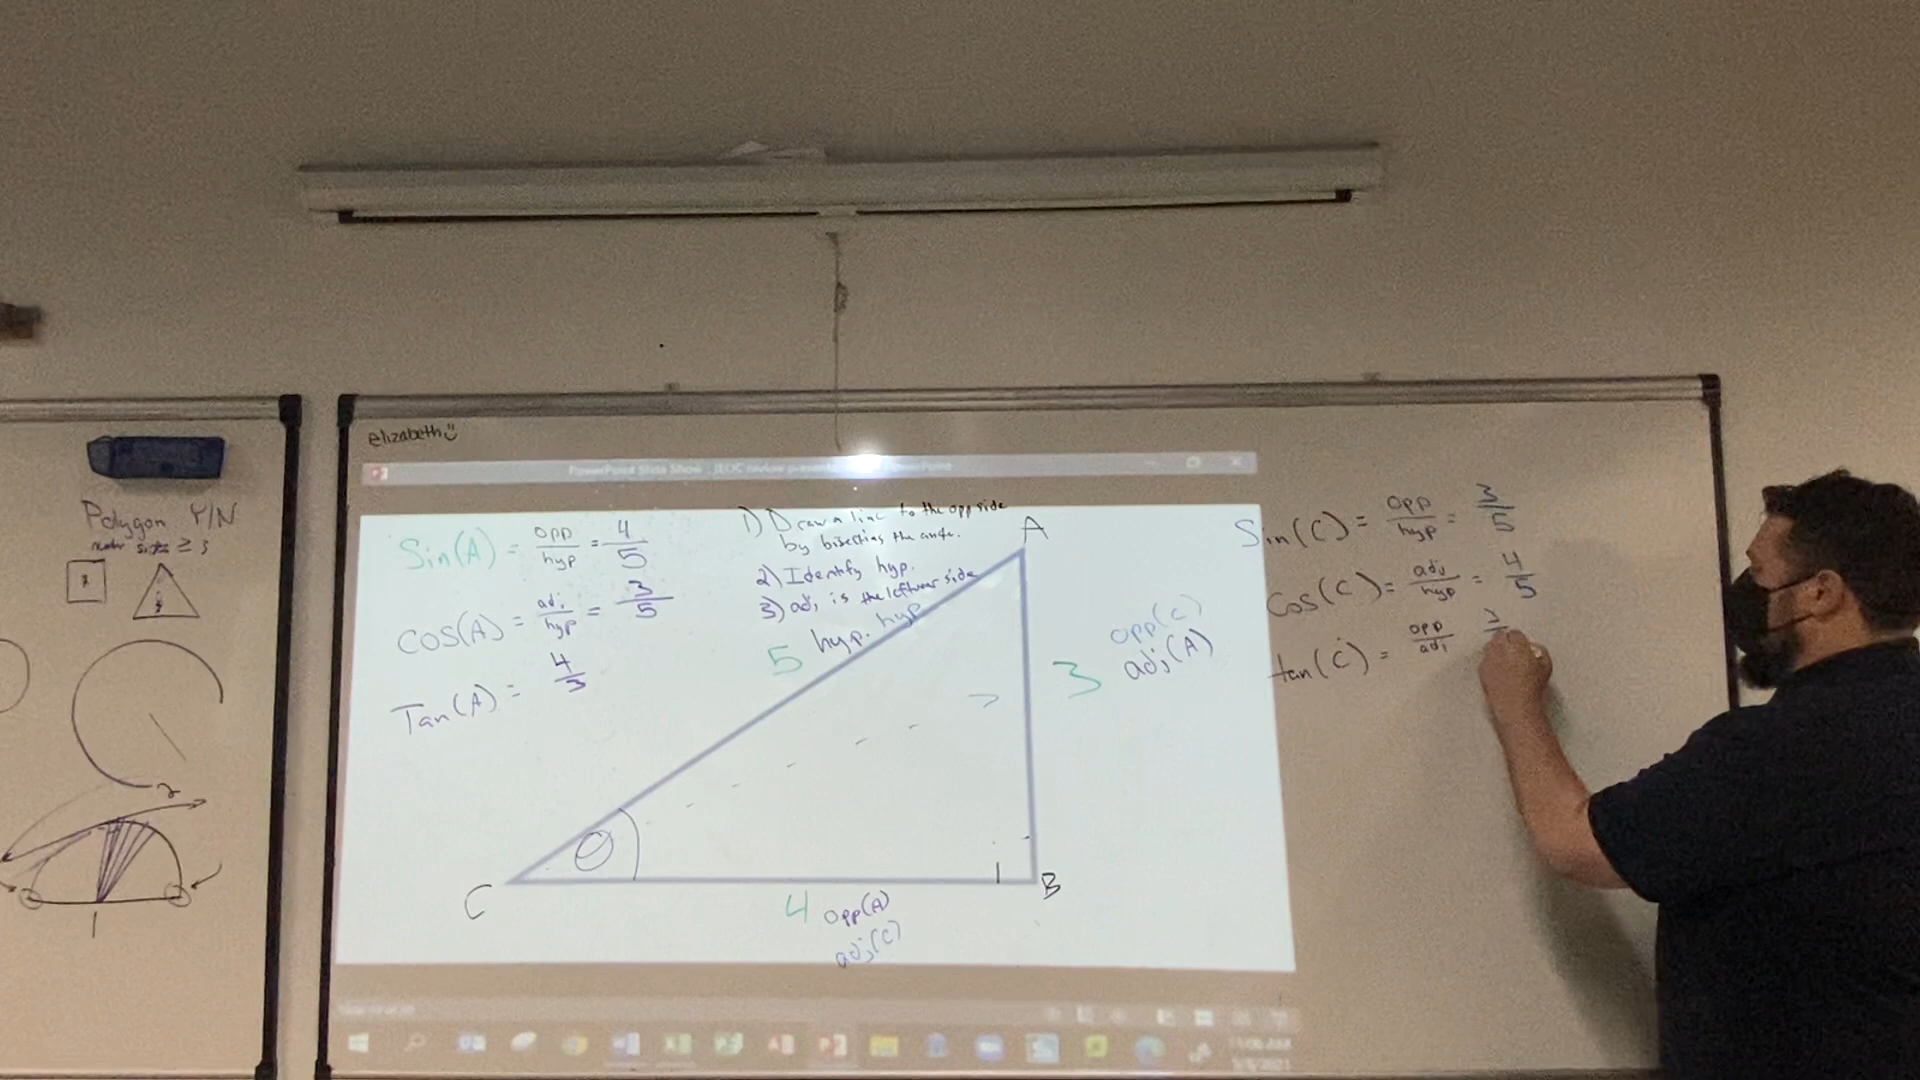 elizabeth
PowerPoint Slide Show
Polygon Y/N
≥ 3
Sin(A) = opp/hyp = 4/5
cos(A) = adj/hyp = 3/5
Tan(A) = 4/3
1) Draw a line to the opp side
by bisecting the angle.
2) Identify hyp.
3) adj is the leftover side
5 hyp. hyp
A
opp(C)
3 adj(A)
θ
C
B
4 opp(A)
adj(C)
Sin(C) = opp/hyp = 3/5
Cos(C) = adj/hyp = 4/5
tan(C) = opp/adj